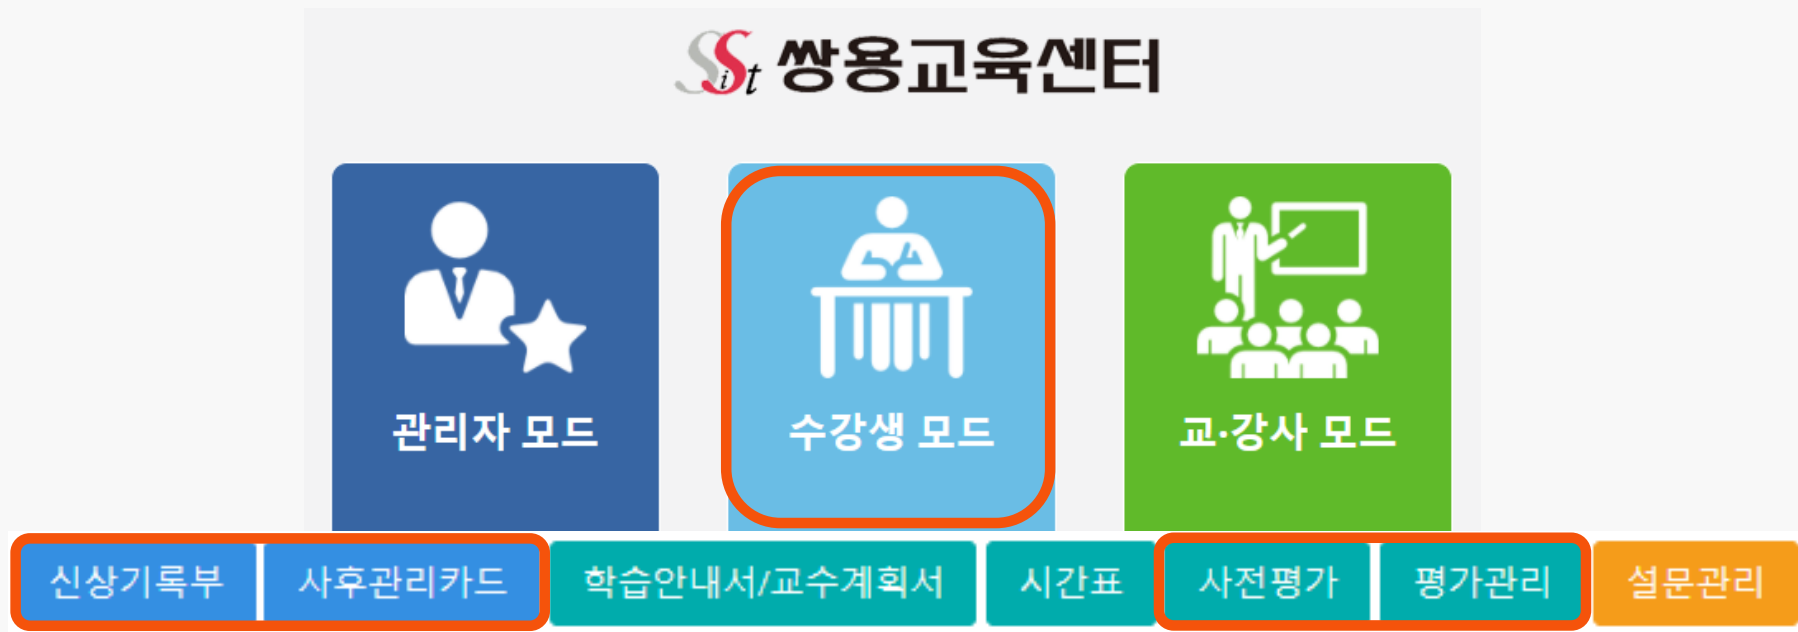 SiSt 쌍용교육센터
관리자 모드 수강생 모드 교·강사 모드
신상기록부 사후관리카드 학습안내서/교수계획서 시간표 사전평가 평가관리 설문관리